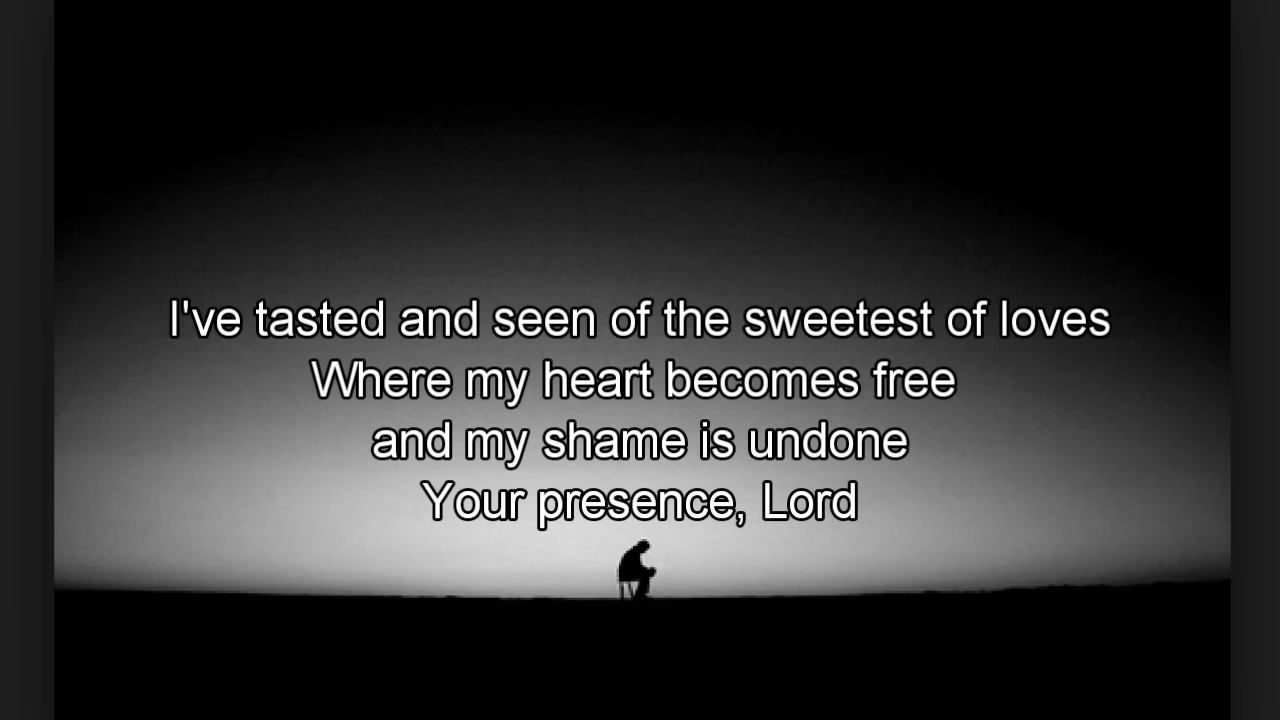 I've tasted and seen of the sweetest of loves
Where my heart becomes free
and my shame is undone
Your presence, Lord